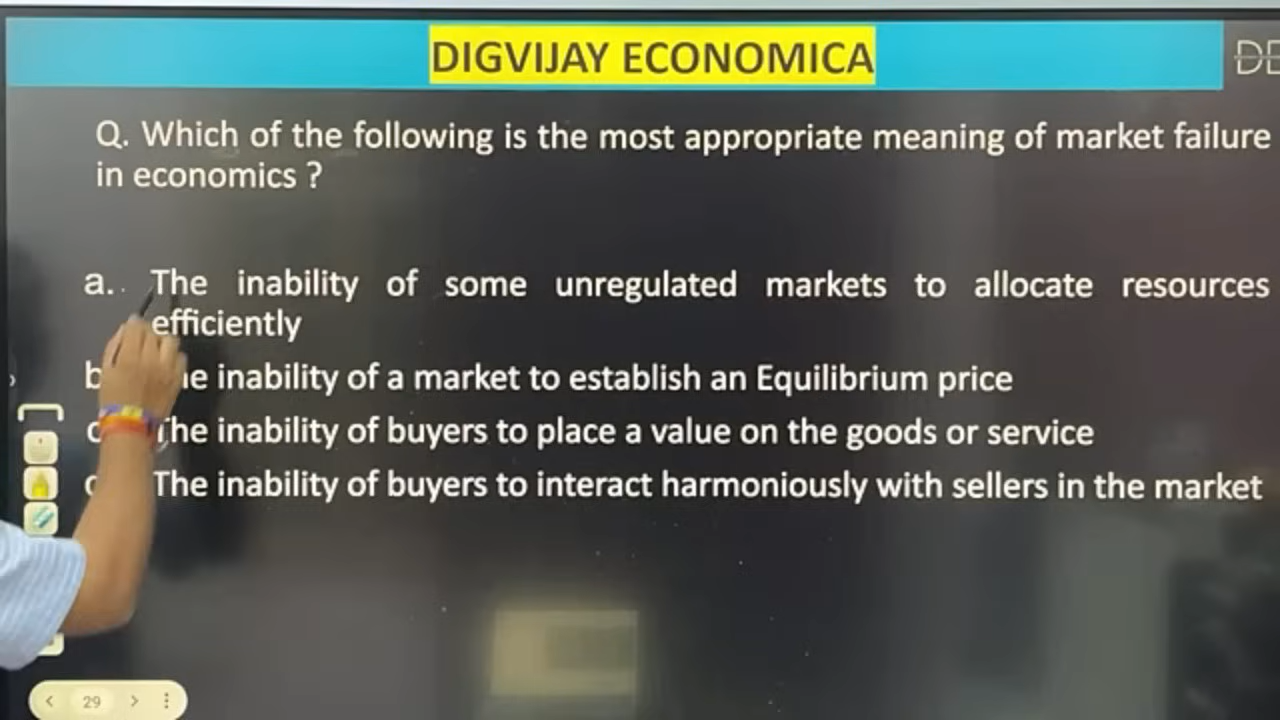 DIGVIJAY ECONOMICA
DE
Q. Which of the following is the most appropriate meaning of market failure
in economics ?
a. The inability of some unregulated markets to allocate resources
efficiently
b inability of a market to establish an Equilibrium price
The inability of buyers to place a value on the goods or service
The inability of buyers to interact harmoniously with sellers in the market
29